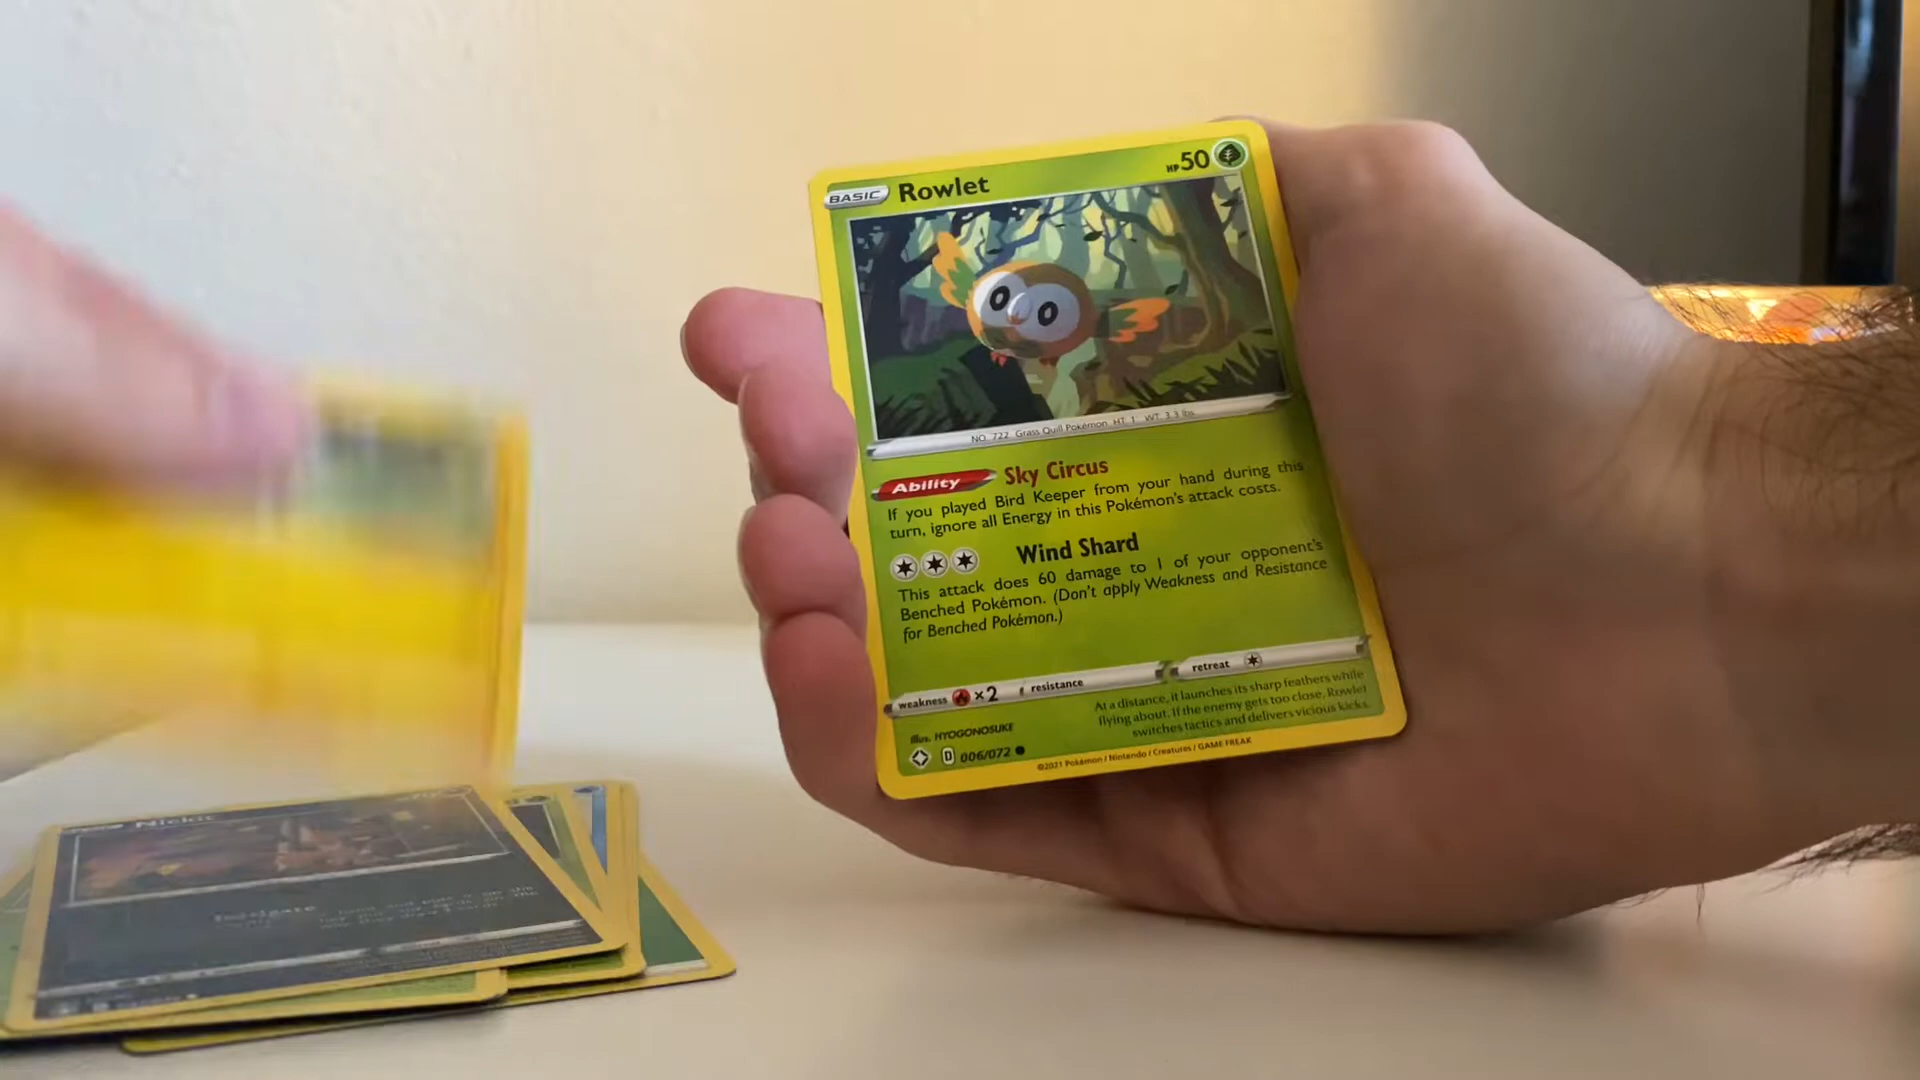 BASIC Rowlet HP 50
NO. 722 Grass Quill Pokémon HT. 1' WT. 3.3 lbs.
Ability Sky Circus
If you played Bird Keeper from your hand during this
turn, ignore all Energy in this Pokémon's attack costs.
Wind Shard
This attack does 60 damage to 1 of your opponent's
Benched Pokémon. (Don't apply Weakness and Resistance
for Benched Pokémon.)
weakness ×2 resistance retreat
At a distance, it launches its sharp feathers while
flying about. If the enemy gets too close, Rowlet
switches tactics and delivers vicious kicks.
Illus. HYOGONOSUKE
D 006/072
©2021 Pokémon / Nintendo / Creatures / GAME FREAK
Nickit